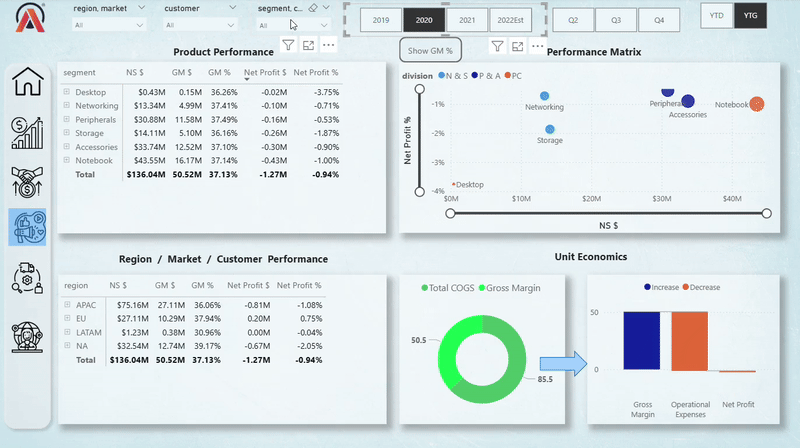 region, market
customer
segment, c...
All
All
All
2019
2020
2021
2022Est
Q2
Q3
Q4
YTD
YTG
Product Performance
Show GM %
Performance Matrix
segment NS $ GM $ GM % Net Profit $ Net Profit %
Desktop $0.43M 0.15M 36.26% -0.02M -3.75%
Networking $13.34M 4.99M 37.41% -0.10M -0.71%
Peripherals $30.88M 11.58M 37.49% -0.16M -0.53%
Storage $14.11M 5.10M 36.16% -0.26M -1.87%
Accessories $33.74M 12.52M 37.10% -0.30M -0.90%
Notebook $43.55M 16.17M 37.14% -0.43M -1.00%
Total $136.04M 50.52M 37.13% -1.27M -0.94%
division N & S P & A PC
Net Profit %
-1%
-2%
-3%
-4%
Networking
Storage
Desktop
Accessories
Notebook
$0M $10M $20M $30M $40M
NS $
Region / Market / Customer Performance
Unit Economics
region NS $ GM $ GM % Net Profit $ Net Profit %
APAC $75.16M 27.11M 36.06% -0.81M -1.08%
EU $27.11M 10.29M 37.94% 0.20M 0.75%
LATAM $1.23M 0.38M 30.96% 0.00M -0.04%
NA $32.54M 12.74M 39.17% -0.67M -2.05%
Total $136.04M 50.52M 37.13% -1.27M -0.94%
Total COGS Gross Margin
50.5
85.5
Increase Decrease
50
0
Gross Margin
Operational Expenses
Net Profit